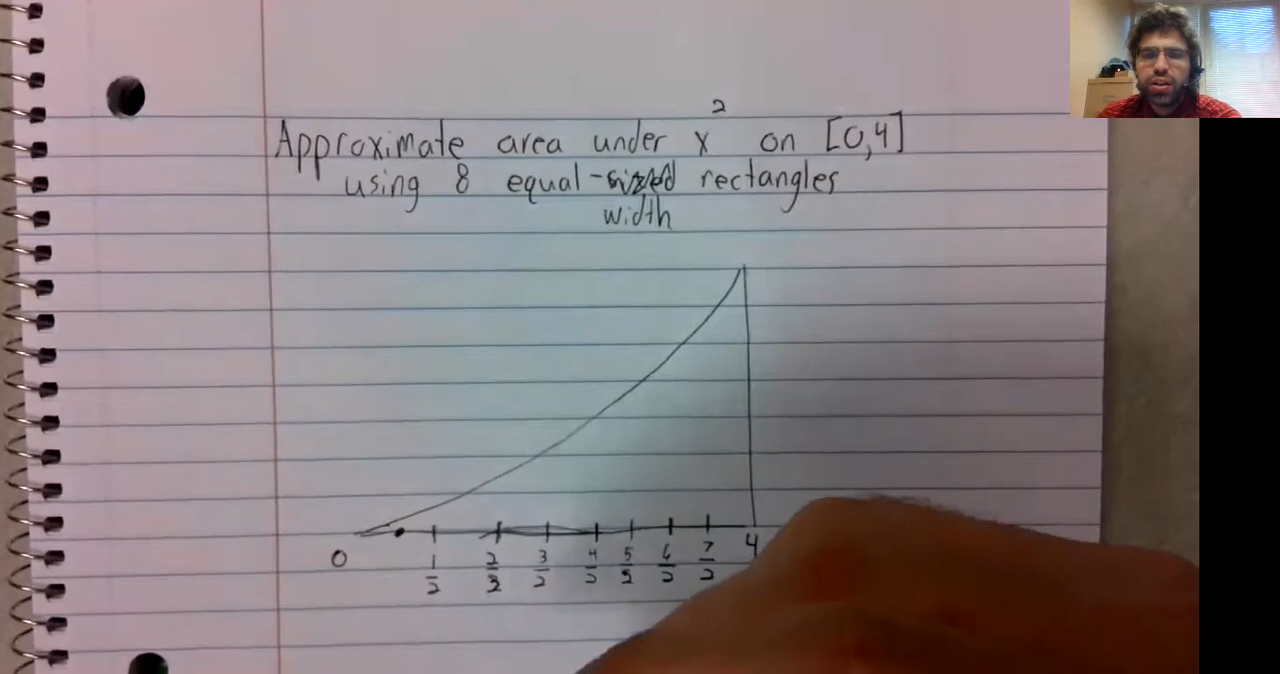 Approximate area under x² on [0,4]
using 8 equal-sized rectangles
width
0 1/2 2/2 3/2 4/2 5/2 6/2 7/2 4